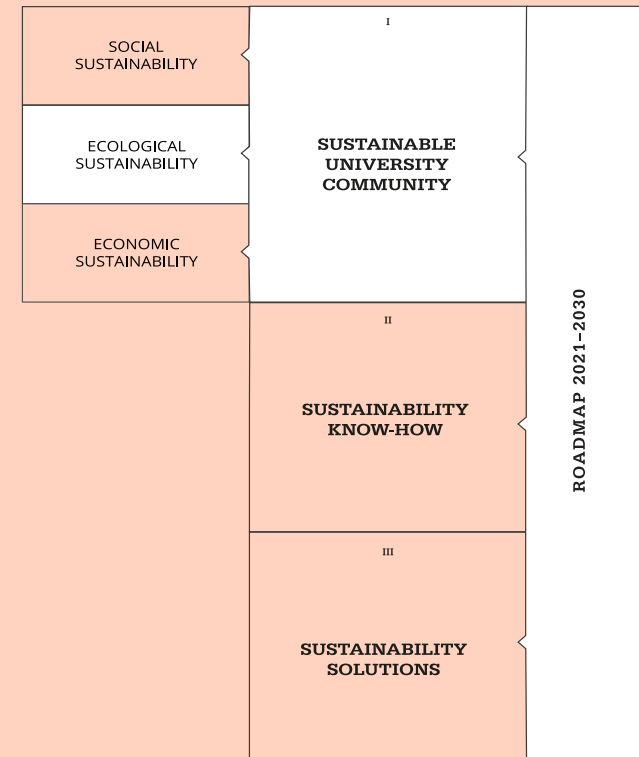 SOCIAL
SUSTAINABILITY
ECOLOGICAL
SUSTAINABILITY
ECONOMIC
SUSTAINABILITY
I
SUSTAINABLE
UNIVERSITY
COMMUNITY
II
SUSTAINABILITY
KNOW-HOW
III
SUSTAINABILITY
SOLUTIONS
ROADMAP 2021–2030